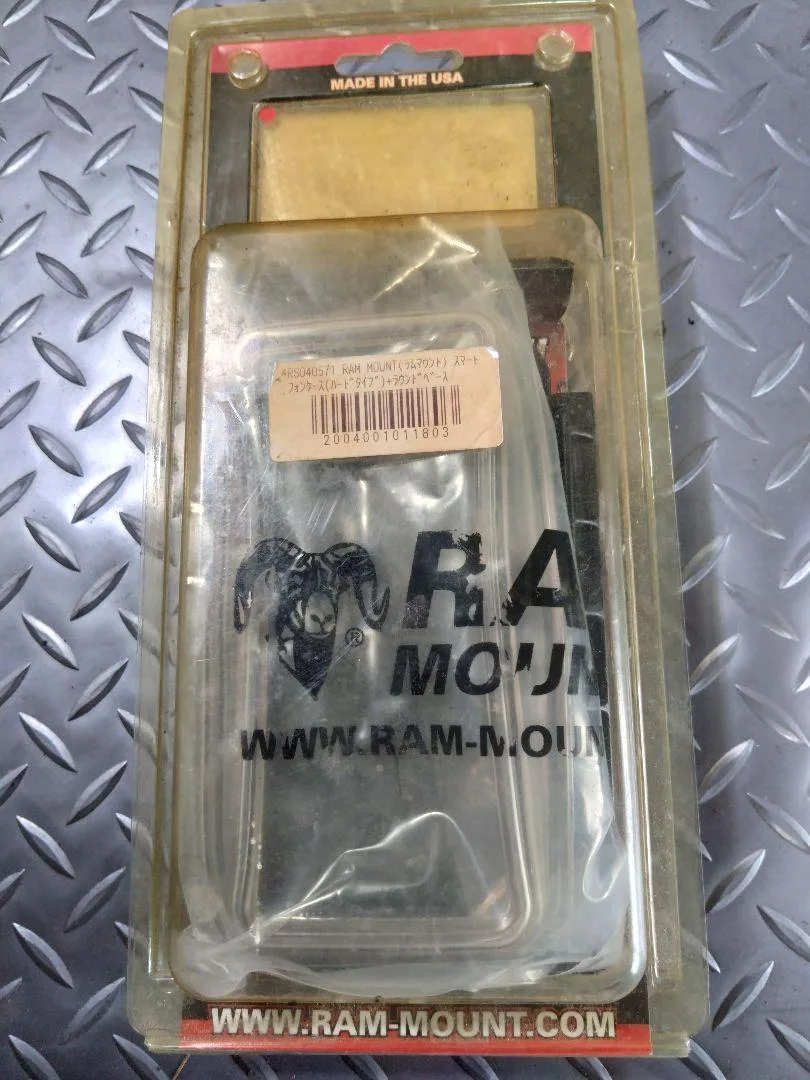 MADE IN THE USA
ARS040571 RAM MOUNT(ラムマウント) スマート
フォンケース(ハードタイプ)+ラウンドベース
2004001011803
RA
®
MOUN
WWW.RAM-MOUN
WWW.RAM-MOUNT.COM